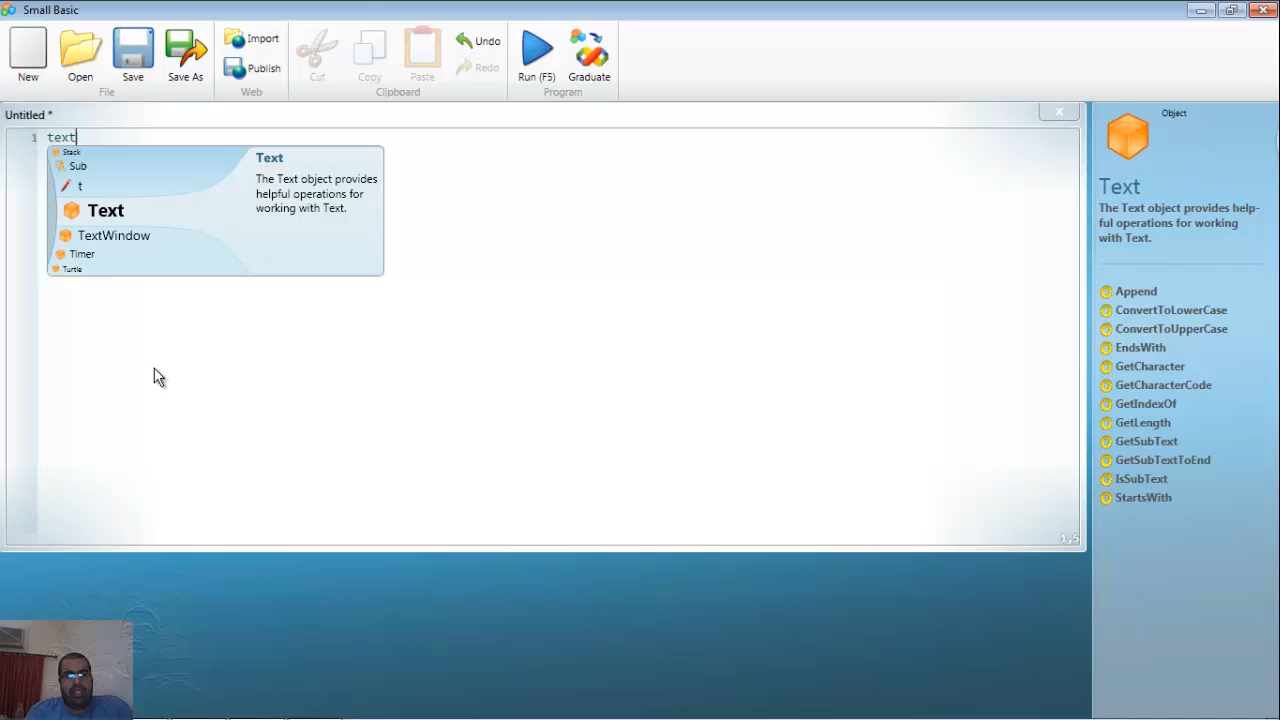 Small Basic
New
Open
Save
Save As
File
Import
Publish
Web
Cut
Copy
Paste
Undo
Redo
Clipboard
Run (F5)
Graduate
Program
Untitled *
1 text
Stack
Sub
t
Text
TextWindow
Timer
Turtle
Text
The Text object provides
helpful operations for
working with Text.
1,5
Object
Text
The Text object provides help-
ful operations for working
with Text.
Append
ConvertToLowerCase
ConvertToUpperCase
EndsWith
GetCharacter
GetCharacterCode
GetIndexOf
GetLength
GetSubText
GetSubTextToEnd
IsSubText
StartsWith